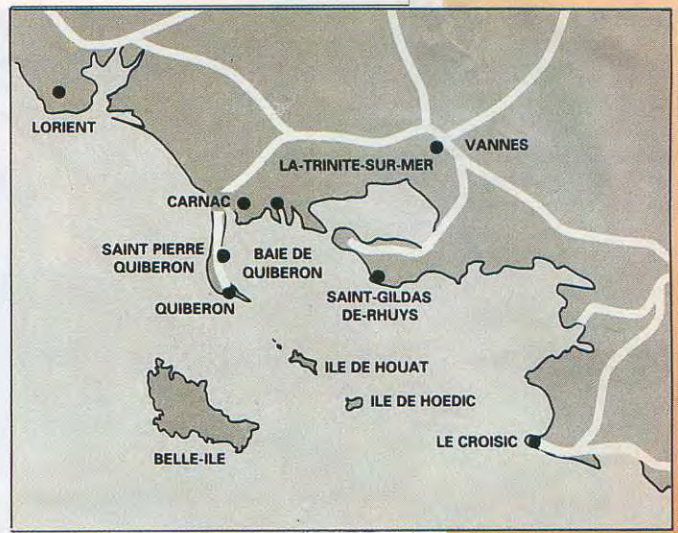 LORIENT
VANNES
LA-TRINITE-SUR-MER
CARNAC
SAINT PIERRE
QUIBERON
BAIE DE
QUIBERON
QUIBERON
SAINT-GILDAS
DE-RHUYS
ILE DE HOUAT
ILE DE HOEDIC
BELLE-ILE
LE CROISIC